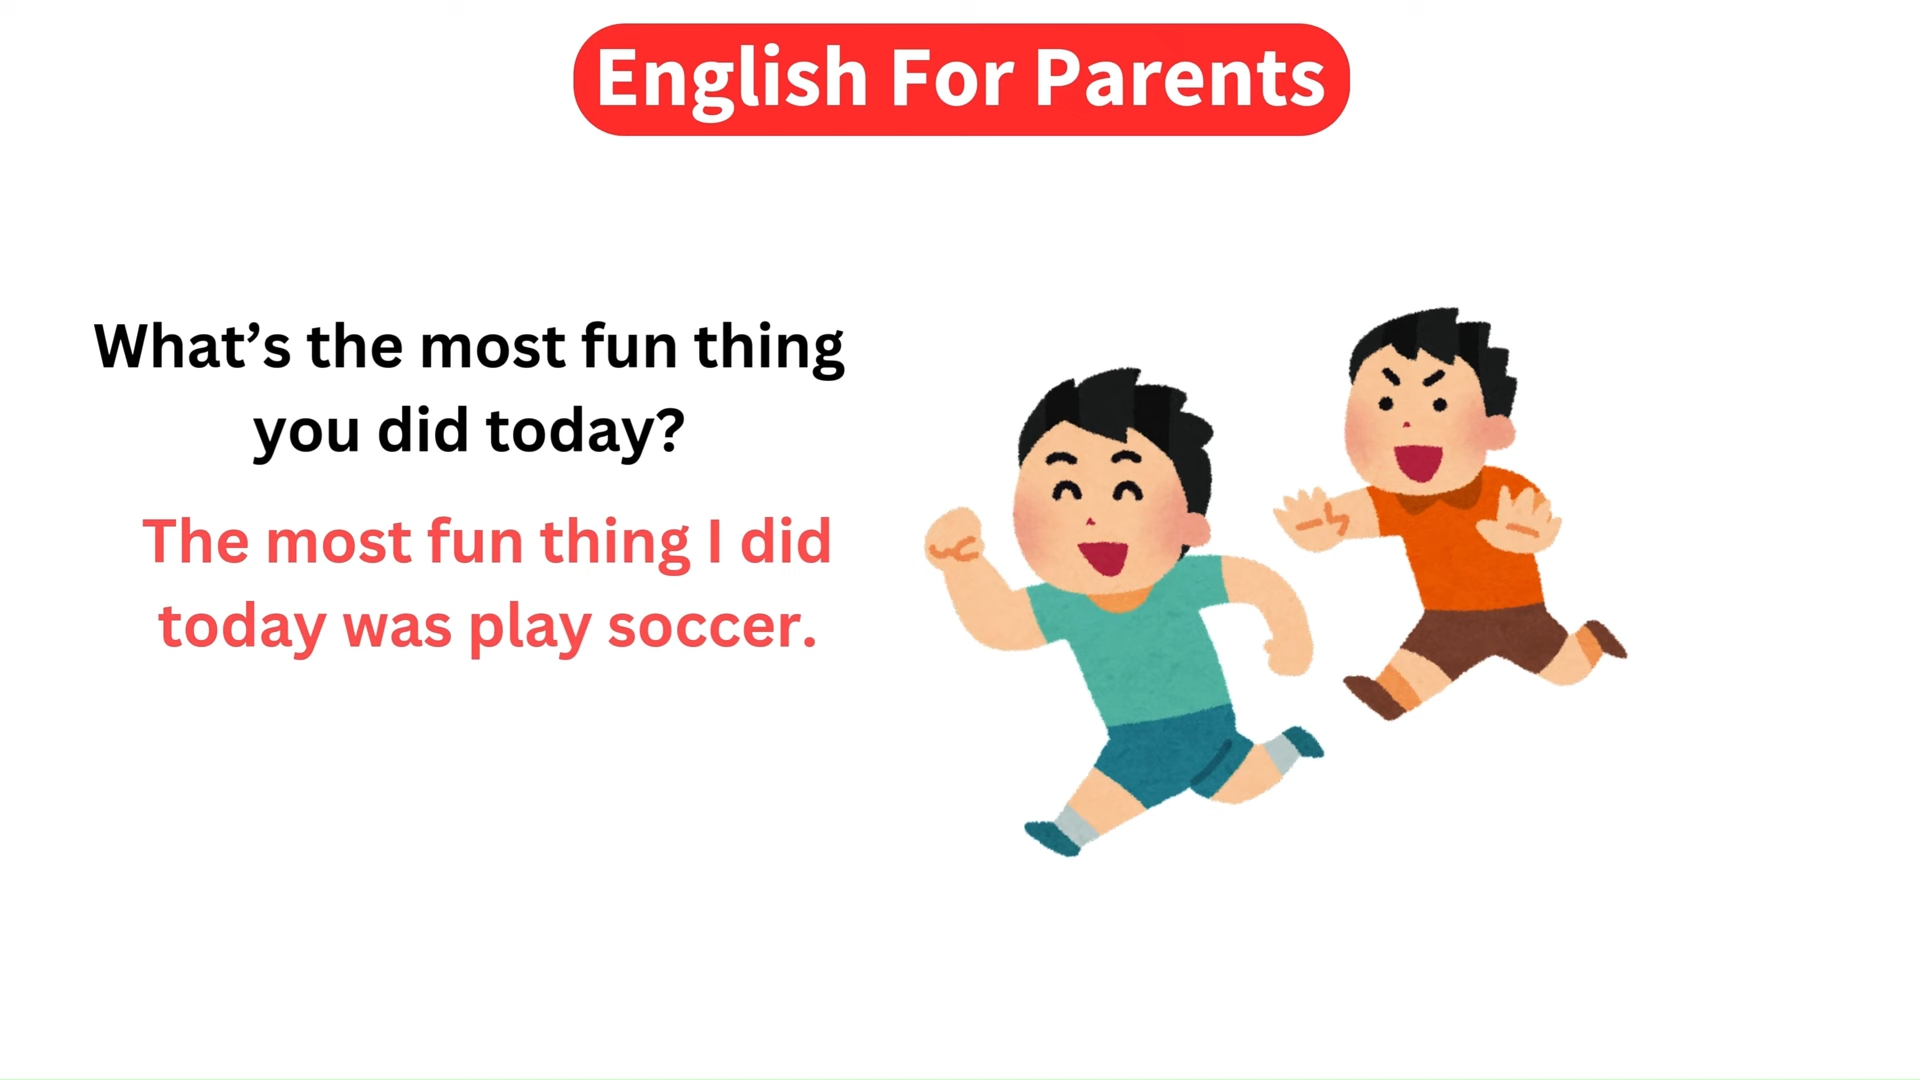 English For Parents
What’s the most fun thing
you did today?
The most fun thing I did
today was play soccer.